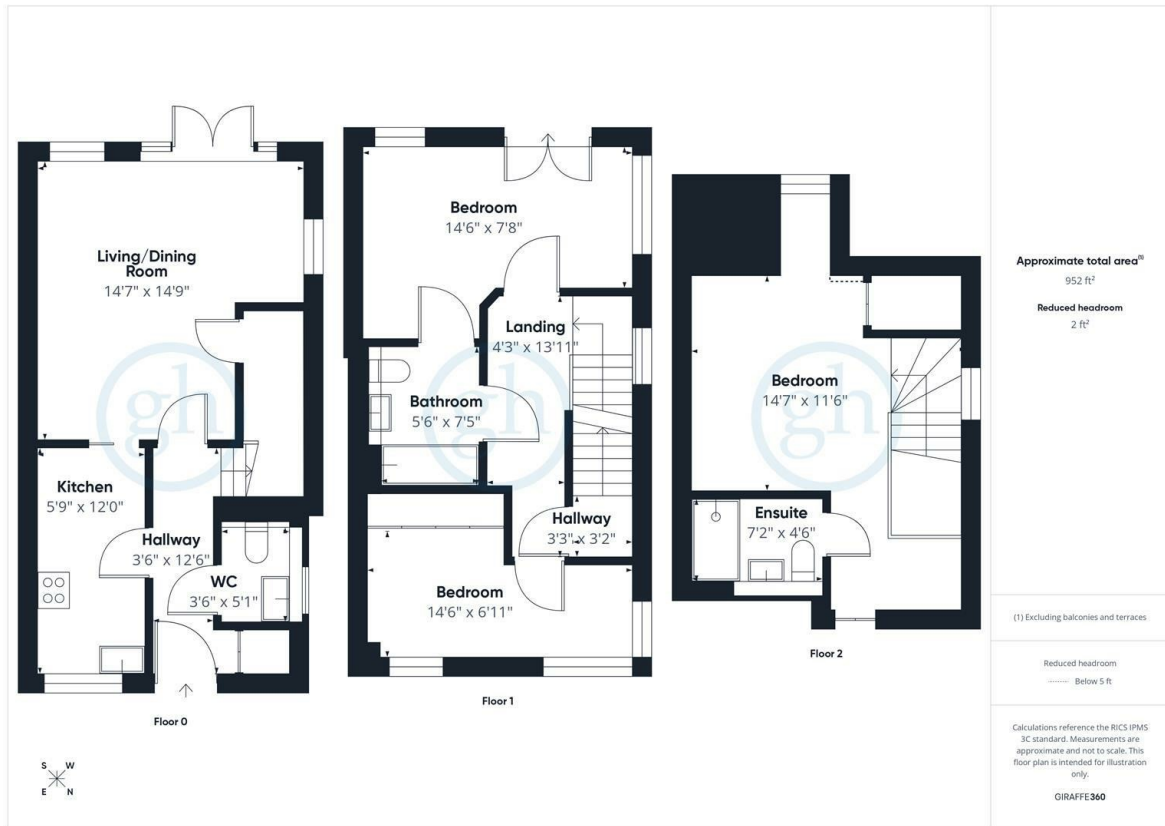 Living/Dining
Room
14'7" x 14'9"
Kitchen
5'9" x 12'0"
Hallway
3'6" x 12'6"
WC
3'6" x 5'1"
Floor 0
Bedroom
14'6" x 7'8"
Landing
4'3" x 13'11"
Bathroom
5'6" x 7'5"
Hallway
3'3" x 3'2"
Bedroom
14'6" x 6'11"
Floor 1
Bedroom
14'7" x 11'6"
Ensuite
7'2" x 4'6"
Floor 2
gh
gh
gh
S W
E N
Approximate total area⁽¹⁾
952 ft²
Reduced headroom
2 ft²
(1) Excluding balconies and terraces
Reduced headroom
Below 5 ft
Calculations reference the RICS IPMS
3C standard. Measurements are
approximate and not to scale. This
floor plan is intended for illustration
only.
GIRAFFE360